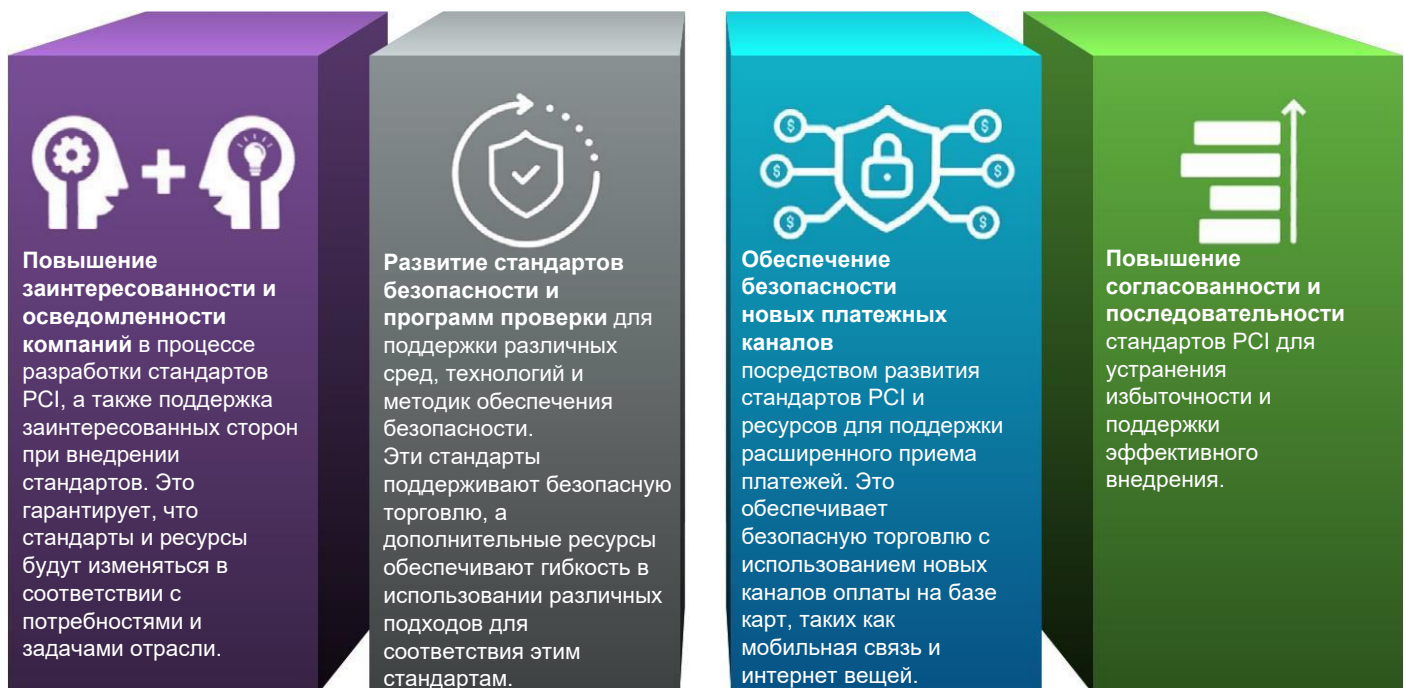 Повышение
заинтересованности и
осведомленности
компаний в процессе
разработки стандартов
PCI, а также поддержка
заинтересованных сторон
при внедрении
стандартов. Это
гарантирует, что
стандарты и ресурсы
будут изменяться в
соответствии с
потребностями и
задачами отрасли.
Развитие стандартов
безопасности и
программ проверки для
поддержки различных
сред, технологий и
методик обеспечения
безопасности.
Эти стандарты
поддерживают безопасную
торговлю, а
дополнительные ресурсы
обеспечивают гибкость в
использовании различных
подходов для
соответствия этим
стандартам.
Обеспечение
безопасности
новых платежных
каналов
посредством развития
стандартов PCI и
ресурсов для поддержки
расширенного приема
платежей. Это
обеспечивает
безопасную торговлю с
использованием новых
каналов оплаты на базе
карт, таких как
мобильная связь и
интернет вещей.
Повышение
согласованности и
последовательности
стандартов PCI для
устранения
избыточности и
поддержки
эффективного
внедрения.